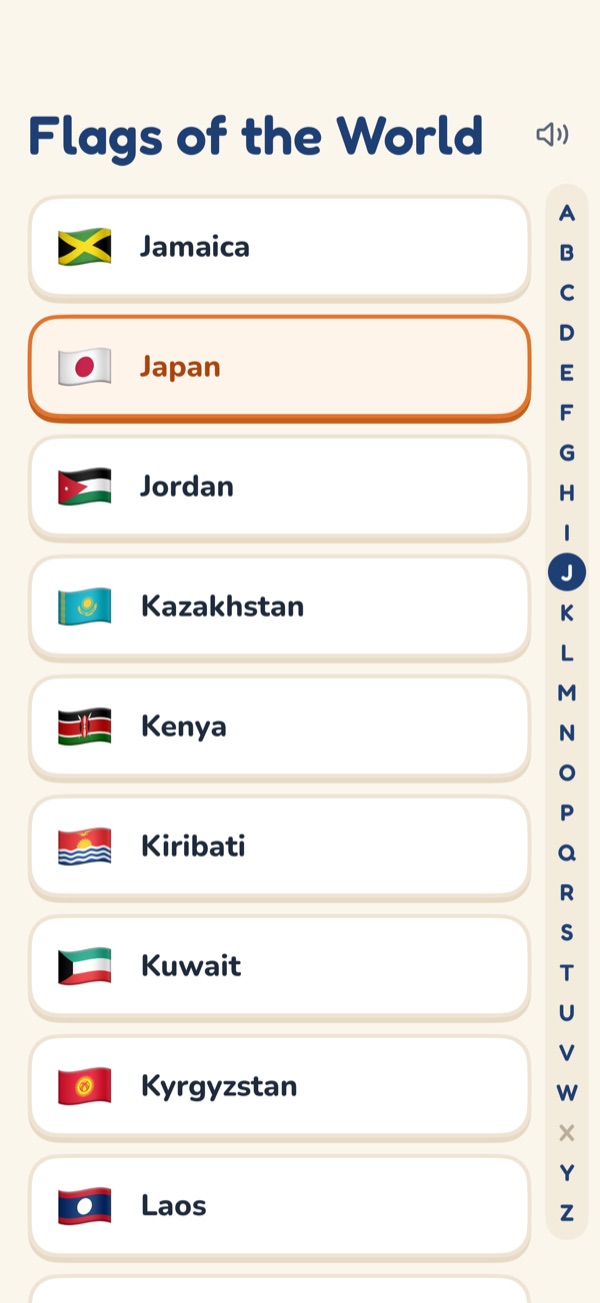 Flags of the World
Jamaica
Japan
Jordan
Kazakhstan
Kenya
Kiribati
Kuwait
Kyrgyzstan
Laos
A
B
C
D
E
F
G
H
I
J
K
L
M
N
O
P
Q
R
S
T
U
V
W
X
Y
Z